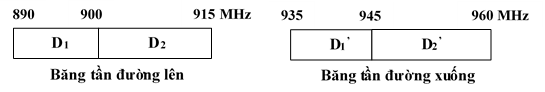 890 900 915 MHz 935 945 960 MHz
D1 D2 D1’ D2’
Băng tần đường lên Băng tần đường xuống